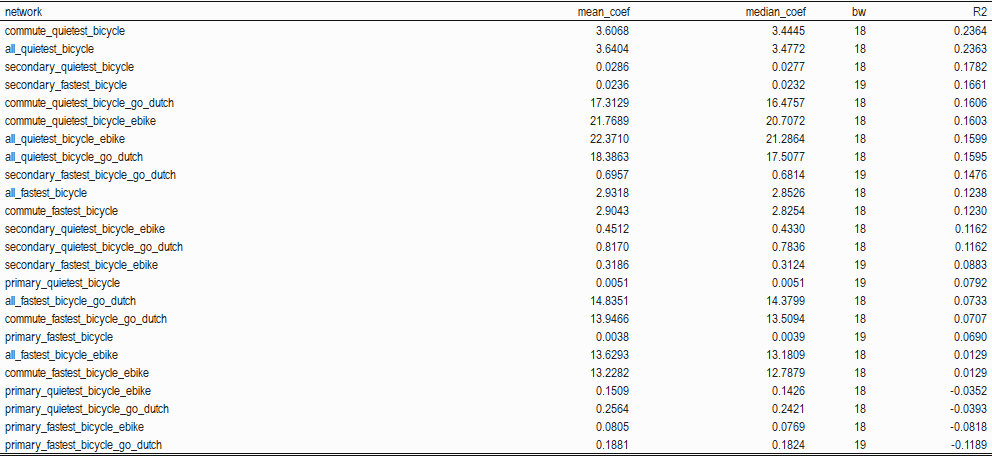 network mean_coef median_coef bw R2
commute_quietest_bicycle 3.6068 3.4445 18 0.2364
all_quietest_bicycle 3.6404 3.4772 18 0.2363
secondary_quietest_bicycle 0.0286 0.0277 18 0.1782
secondary_fastest_bicycle 0.0236 0.0232 19 0.1661
commute_quietest_bicycle_go_dutch 17.3129 16.4757 18 0.1606
commute_quietest_bicycle_ebike 21.7689 20.7072 18 0.1603
all_quietest_bicycle_ebike 22.3710 21.2864 18 0.1599
all_quietest_bicycle_go_dutch 18.3863 17.5077 18 0.1595
secondary_fastest_bicycle_go_dutch 0.6957 0.6814 19 0.1476
all_fastest_bicycle 2.9318 2.8526 18 0.1238
commute_fastest_bicycle 2.9043 2.8254 18 0.1230
secondary_quietest_bicycle_ebike 0.4512 0.4330 18 0.1162
secondary_quietest_bicycle_go_dutch 0.8170 0.7836 18 0.1162
secondary_fastest_bicycle_ebike 0.3186 0.3124 19 0.0883
primary_quietest_bicycle 0.0051 0.0051 19 0.0792
all_fastest_bicycle_go_dutch 14.8351 14.3799 18 0.0733
commute_fastest_bicycle_go_dutch 13.9466 13.5094 18 0.0707
primary_fastest_bicycle 0.0038 0.0039 19 0.0690
all_fastest_bicycle_ebike 13.6293 13.1809 18 0.0129
commute_fastest_bicycle_ebike 13.2282 12.7879 18 0.0129
primary_quietest_bicycle_ebike 0.1509 0.1426 18 -0.0352
primary_quietest_bicycle_go_dutch 0.2564 0.2421 18 -0.0393
primary_fastest_bicycle_ebike 0.0805 0.0769 18 -0.0818
primary_fastest_bicycle_go_dutch 0.1881 0.1824 19 -0.1189